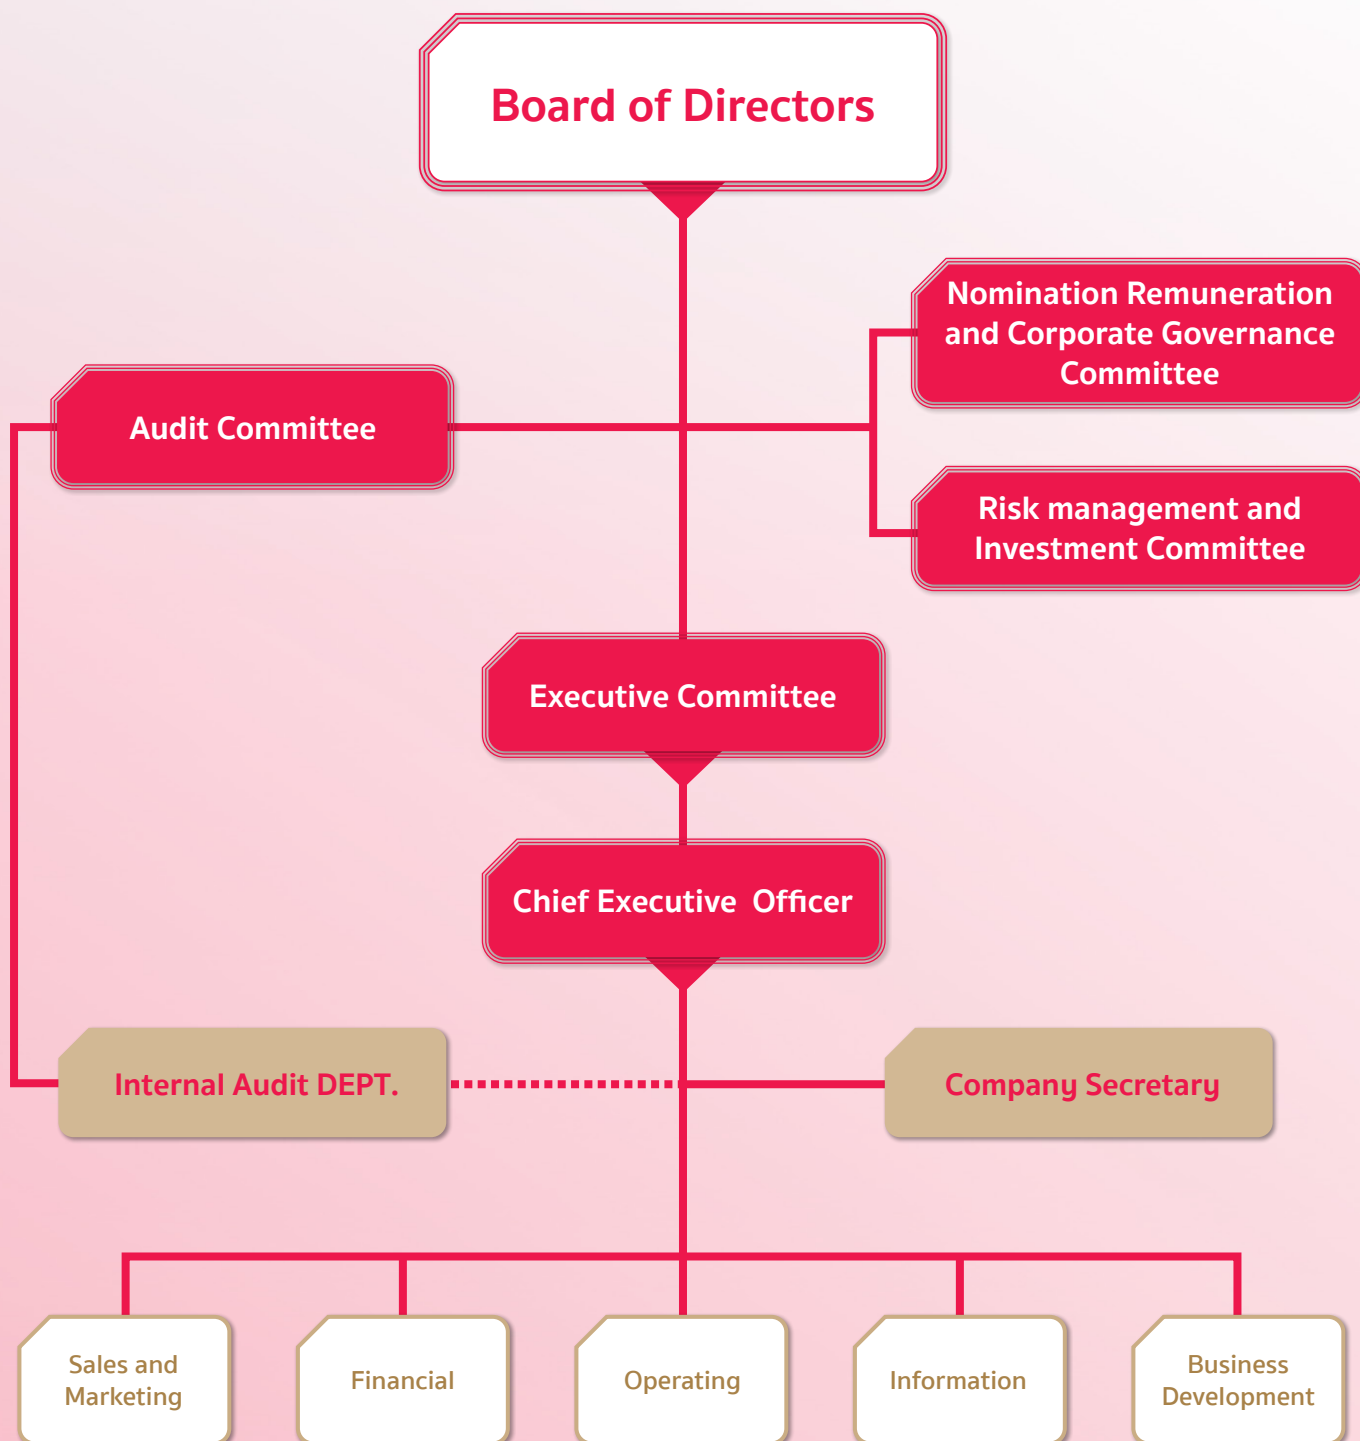 Board of Directors
Nomination Remuneration
and Corporate Governance
Committee
Audit Committee
Risk management and
Investment Committee
Executive Committee
Chief Executive Officer
Internal Audit DEPT.
Company Secretary
Sales and
Marketing
Financial
Operating
Information
Business
Development